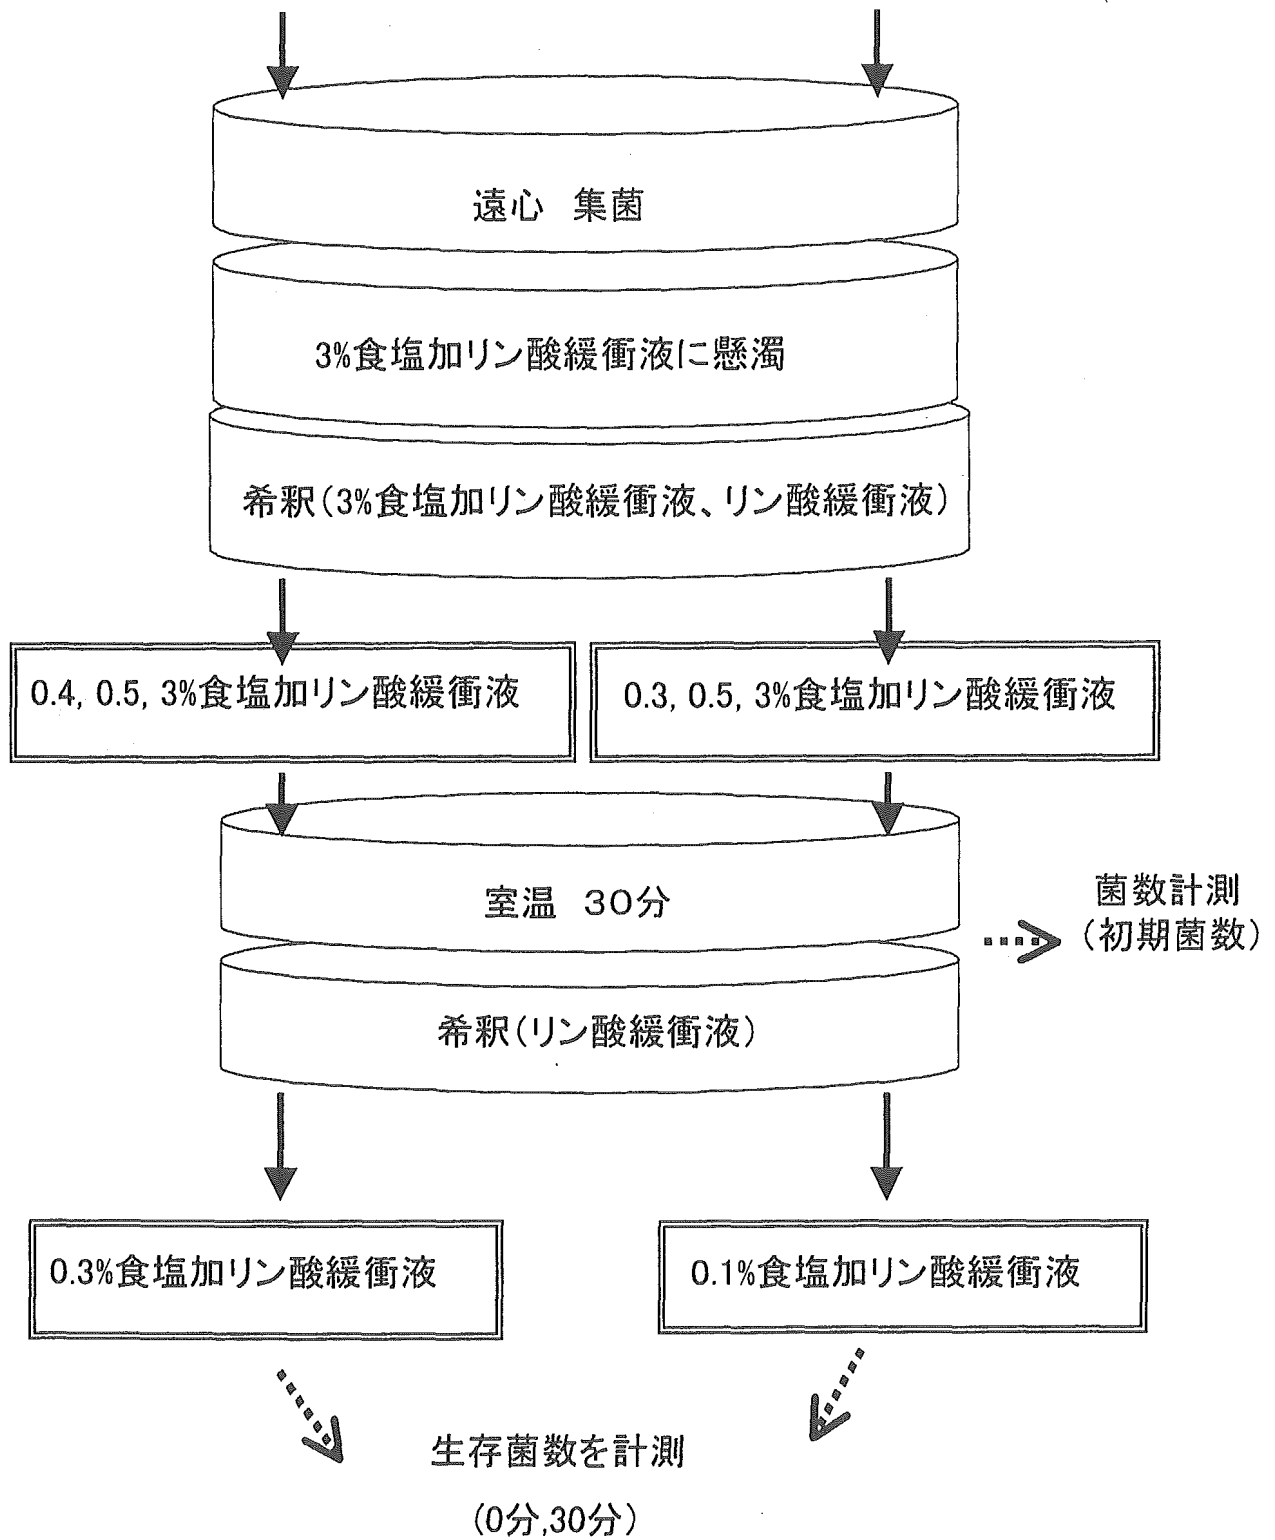 遠心 集菌
3%食塩加リン酸緩衝液に懸濁
希釈(3%食塩加リン酸緩衝液、リン酸緩衝液)
0.4, 0.5, 3%食塩加リン酸緩衝液
0.3, 0.5, 3%食塩加リン酸緩衝液
室温 30分
菌数計測
(初期菌数)
希釈(リン酸緩衝液)
0.3%食塩加リン酸緩衝液
0.1%食塩加リン酸緩衝液
生存菌数を計測
(0分,30分)